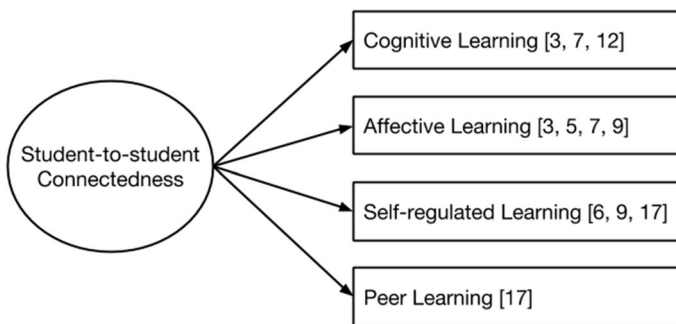 Student-to-student
Connectedness
Cognitive Learning [3, 7, 12]
Affective Learning [3, 5, 7, 9]
Self-regulated Learning [6, 9, 17]
Peer Learning [17]